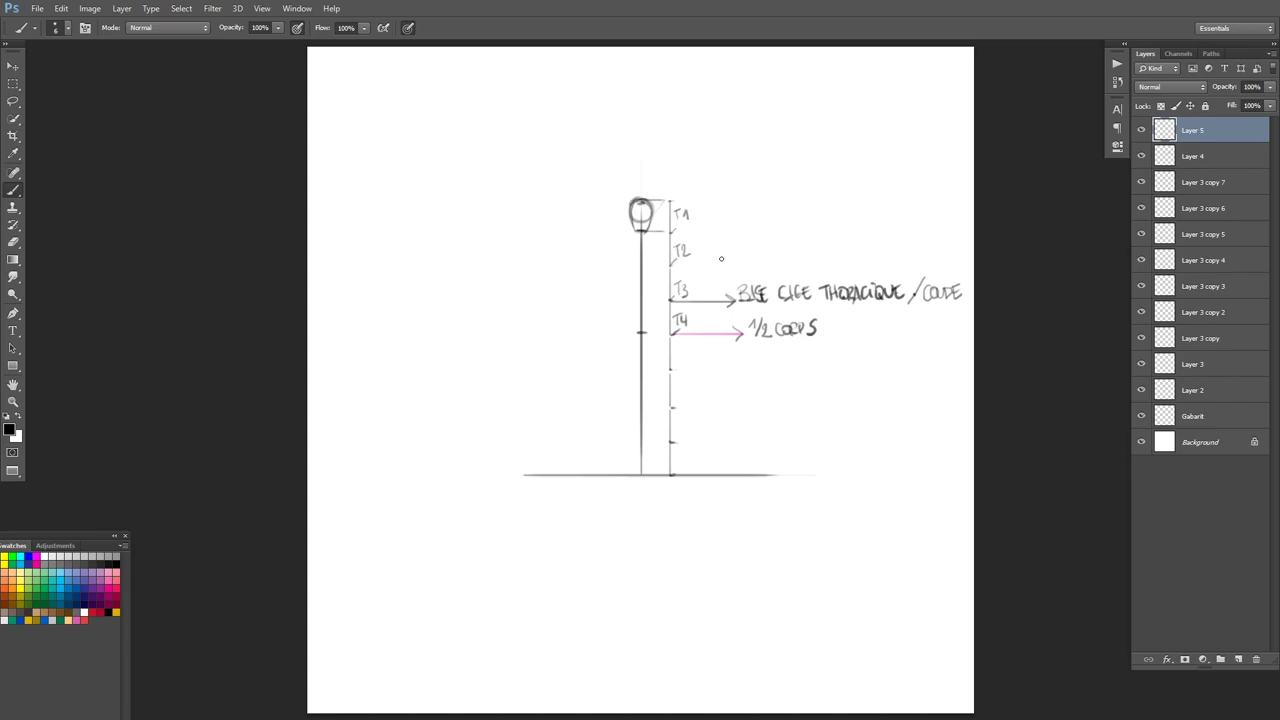 Ps File Edit Image Layer Type Select Filter 3D View Window Help
6 Mode: Normal Opacity: 100% Flow: 100% Essentials
Layers Channels Paths
Kind
Normal Opacity: 100%
Lock: Fill: 100%
Layer 5
Layer 4
Layer 3 copy 7
Layer 3 copy 6
Layer 3 copy 5
Layer 3 copy 4
Layer 3 copy 3
Layer 3 copy 2
Layer 3 copy
Layer 3
Layer 2
Gabarit
Background
T1
T2
T3 BASE CAGE THORACIQUE / COUDE
T4 1/2 CORPS
Swatches Adjustments